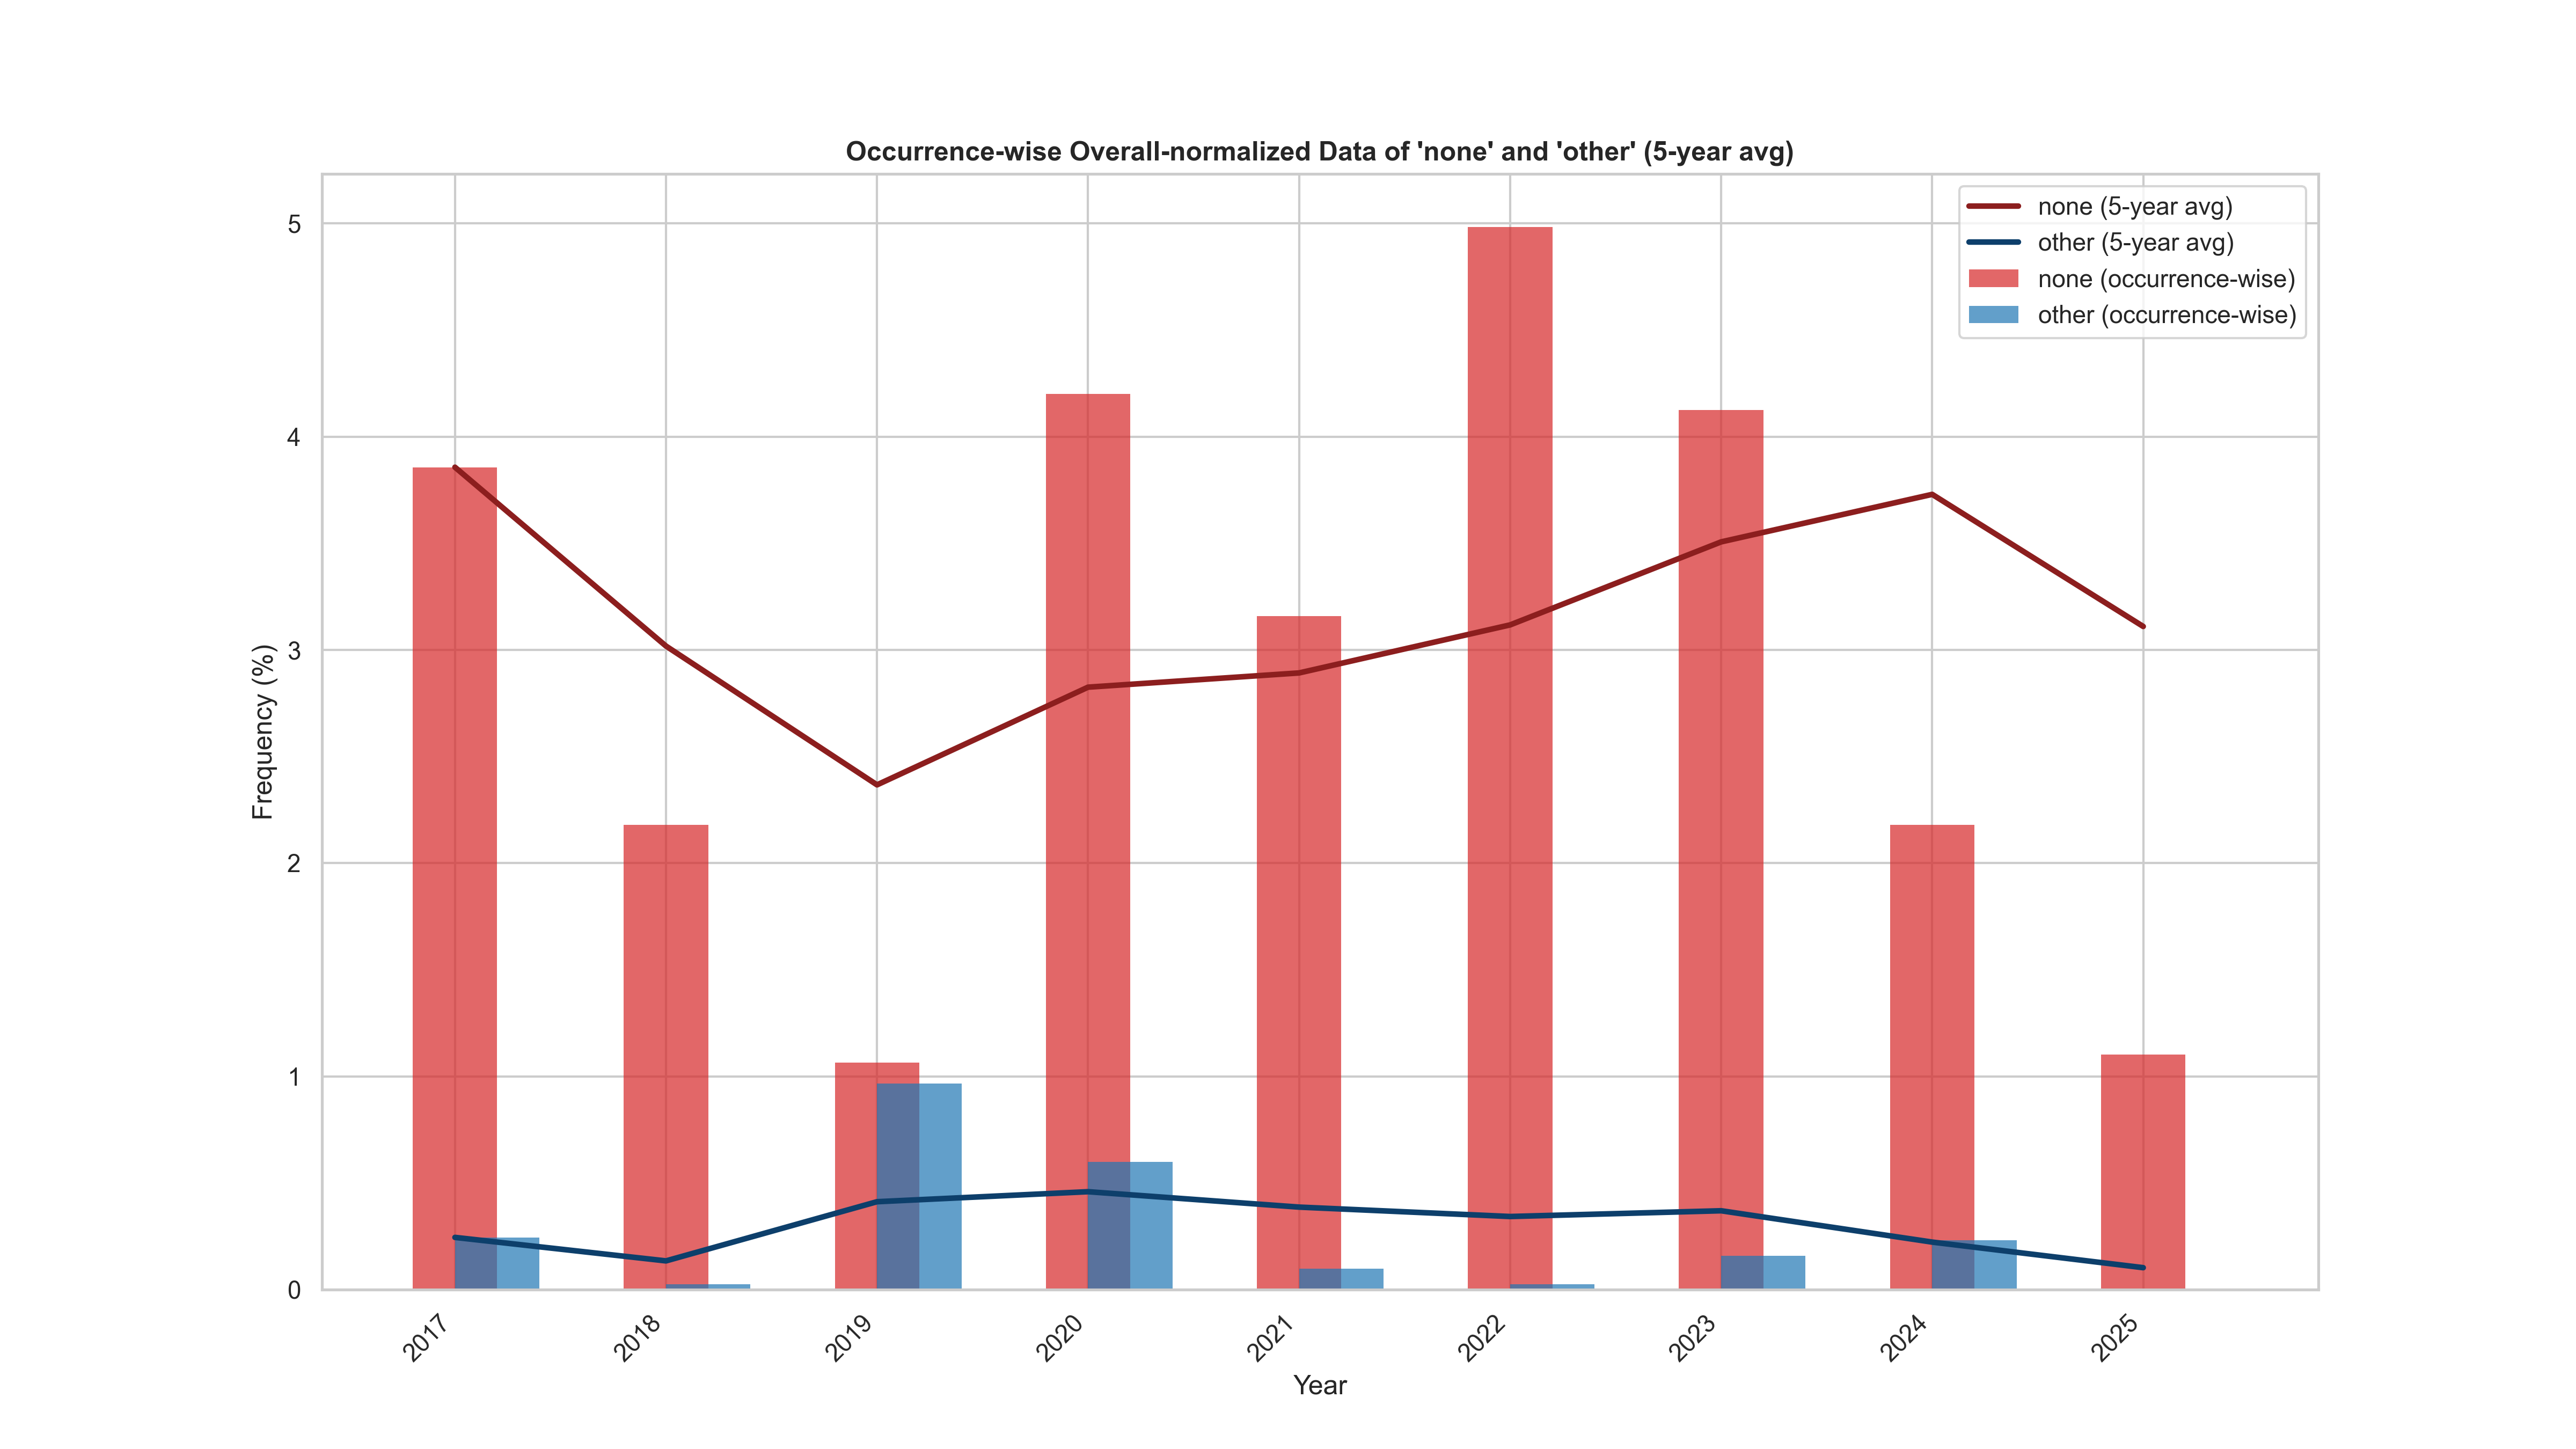 Occurrence-wise Overall-normalized Data of 'none' and 'other' (5-year avg)
none (5-year avg)
other (5-year avg)
none (occurrence-wise)
other (occurrence-wise)
Frequency (%)
5
4
3
2
1
0
2017
2018
2019
2020
2021
2022
2023
2024
2025
Year